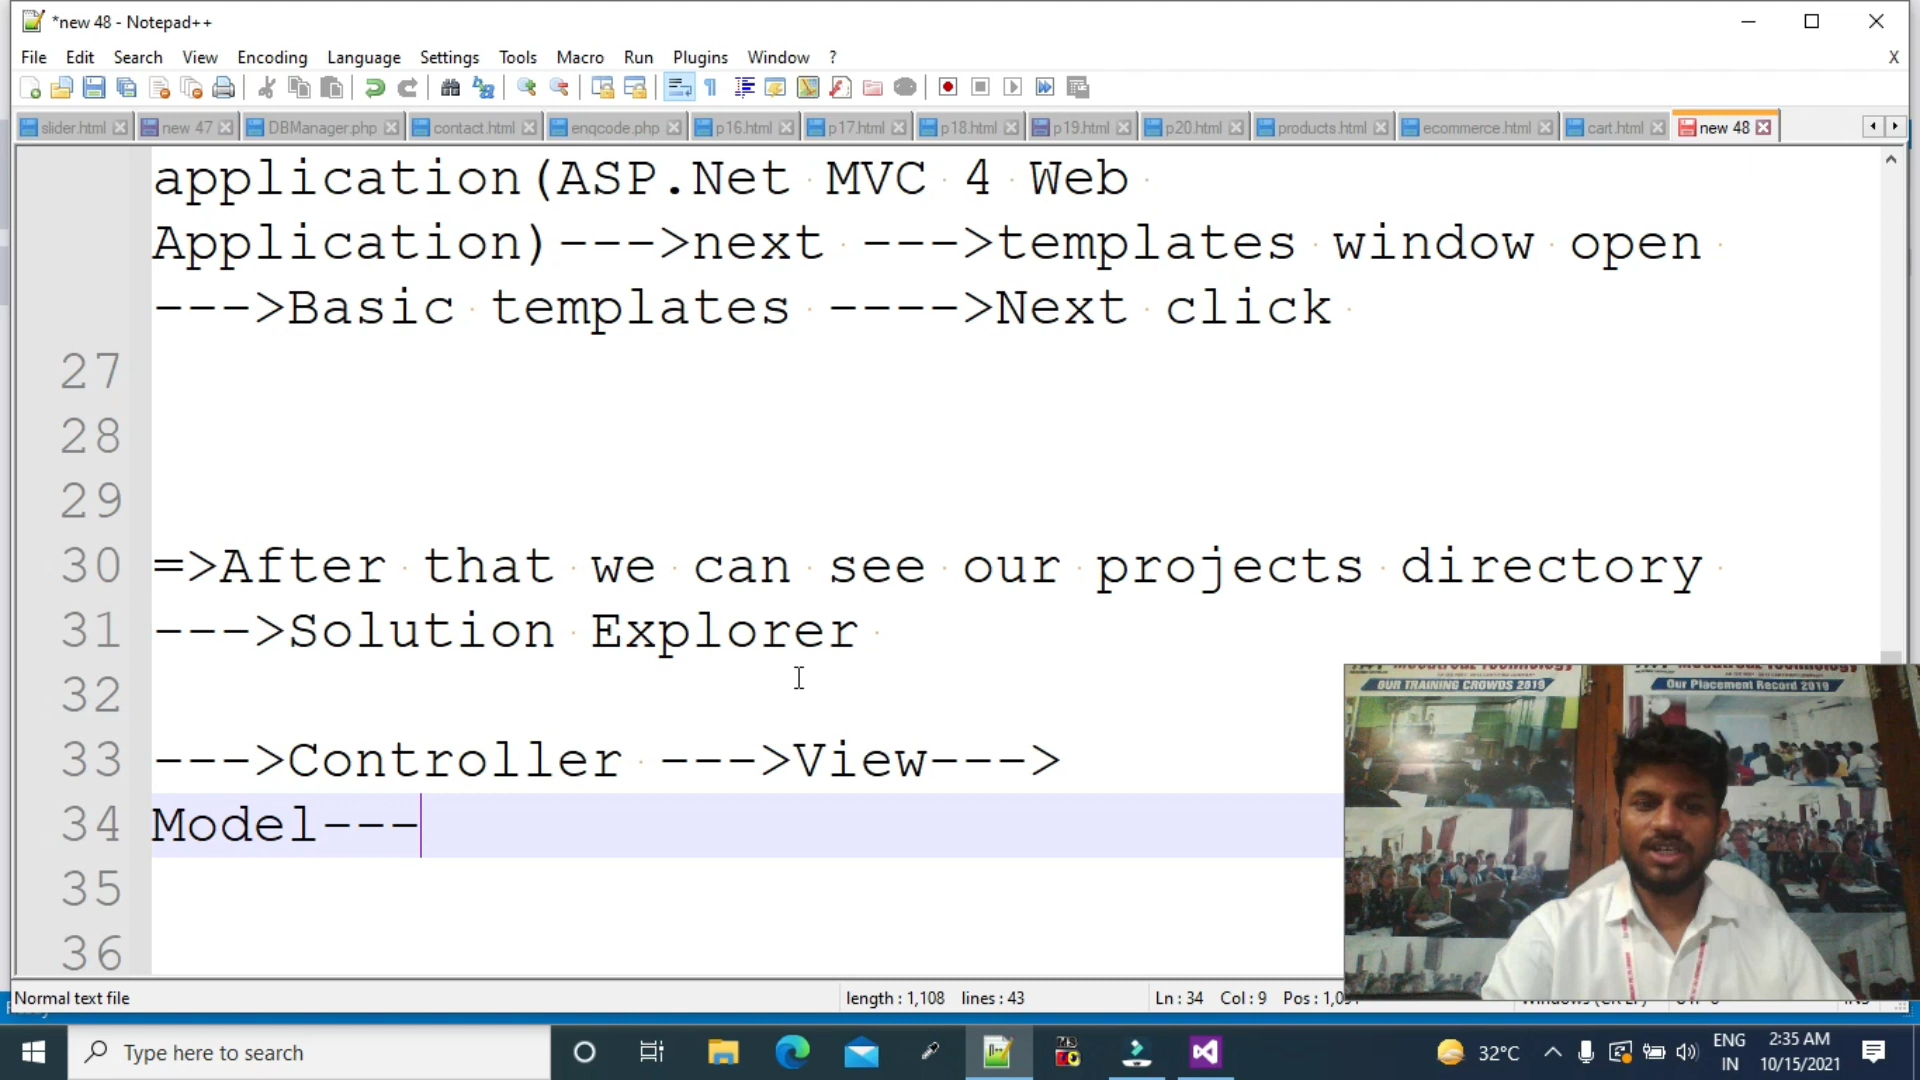 *new 48 - Notepad++
File Edit Search View Encoding Language Settings Tools Macro Run Plugins Window ? X
slider.html new 47 DBManager.php contact.html enqcode.php p16.html p17.html p18.html p19.html p20.html products.html ecommerce.html cart.html new 48
application(ASP.Net MVC 4 Web
Application)--->next --->templates window open
--->Basic templates ---->Next click
27
28
29
30 =>After that we can see our projects directory
31 --->Solution Explorer
32
33 --->Controller --->View--->
34 Model---
35
36
OUR TRAINING CROWDS 2019
Our Placement Record 2019
Normal text file length : 1,108 lines : 43 Ln : 34 Col : 9
Type here to search
32°C
ENG
IN
2:35 AM
10/15/2021